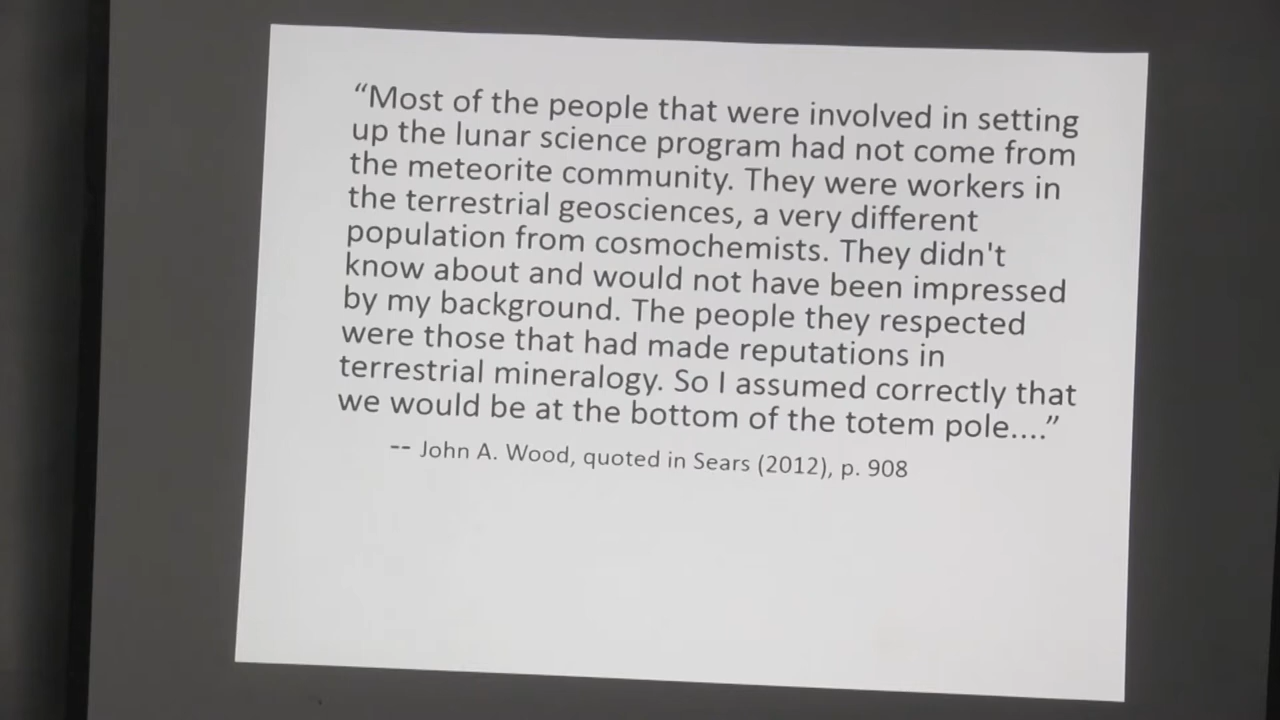 “Most of the people that were involved in setting
up the lunar science program had not come from
the meteorite community. They were workers in
the terrestrial geosciences, a very different
population from cosmochemists. They didn't
know about and would not have been impressed
by my background. The people they respected
were those that had made reputations in
terrestrial mineralogy. So I assumed correctly that
we would be at the bottom of the totem pole....”
-- John A. Wood, quoted in Sears (2012), p. 908